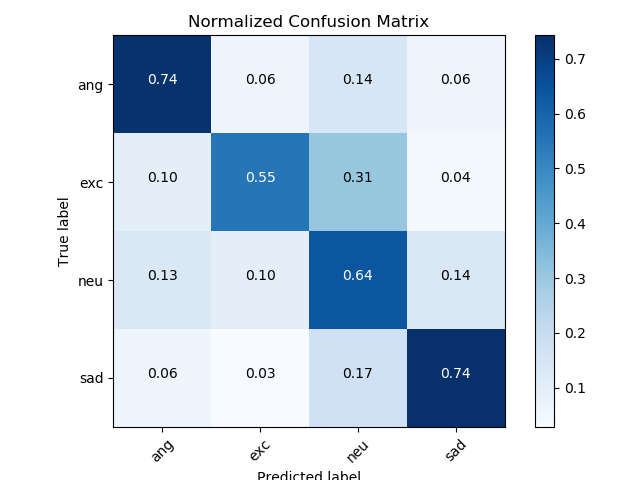 Normalized Confusion Matrix
True label
ang 0.74 0.06 0.14 0.06
exc 0.10 0.55 0.31 0.04
neu 0.13 0.10 0.64 0.14
sad 0.06 0.03 0.17 0.74
ang exc neu sad
Predicted label
0.7
0.6
0.5
0.4
0.3
0.2
0.1